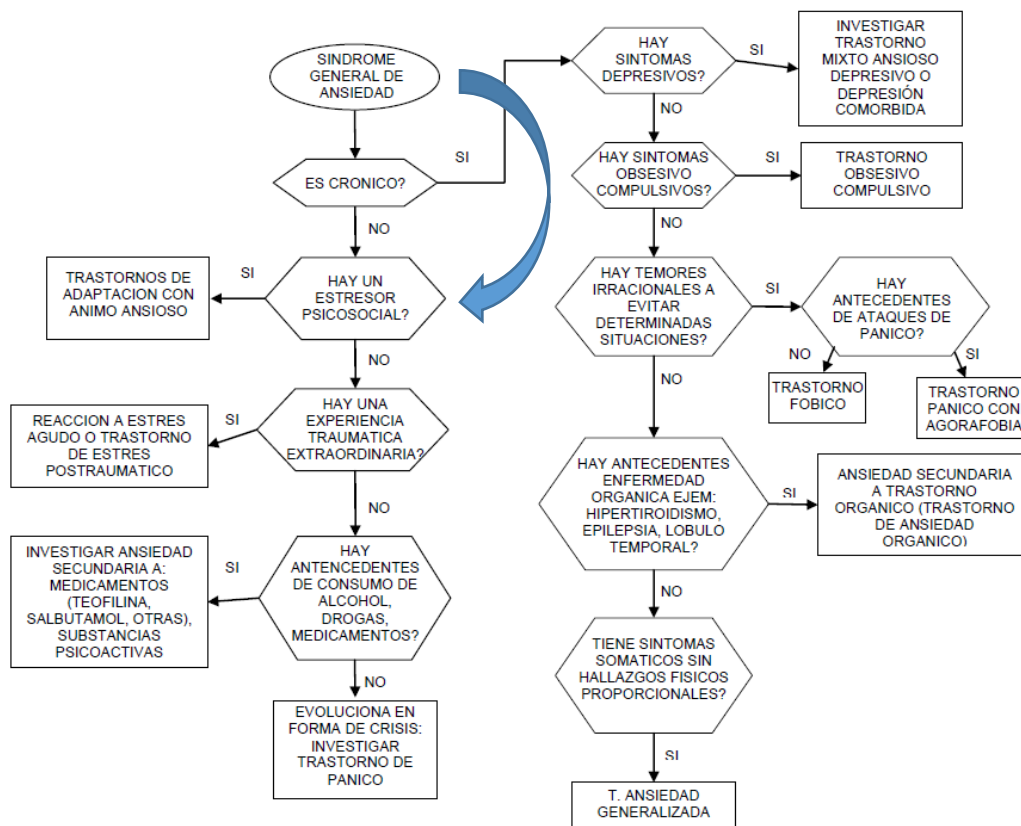 SINDROME
GENERAL DE
ANSIEDAD
ES CRONICO?
SI
NO
HAY UN
ESTRESOR
PSICOSOCIAL?
SI
TRASTORNOS DE
ADAPTACION CON
ANIMO ANSIOSO
NO
HAY UNA
EXPERIENCIA
TRAUMATICA
EXTRAORDINARIA?
SI
REACCION A ESTRES
AGUDO O TRASTORNO
DE ESTRES
POSTRAUMATICO
NO
HAY
ANTENCEDENTES
DE CONSUMO DE
ALCOHOL,
DROGAS,
MEDICAMENTOS?
SI
INVESTIGAR ANSIEDAD
SECUNDARIA A:
MEDICAMENTOS
(TEOFILINA,
SALBUTAMOL, OTRAS),
SUBSTANCIAS
PSICOACTIVAS
NO
EVOLUCIONA EN
FORMA DE CRISIS:
INVESTIGAR
TRASTORNO DE
PANICO
HAY
SINTOMAS
DEPRESIVOS?
SI
INVESTIGAR
TRASTORNO
MIXTO ANSIOSO
DEPRESIVO O
DEPRESIÓN
COMORBIDA
NO
HAY SINTOMAS
OBSESIVO
COMPULSIVOS?
SI
TRASTORNO
OBSESIVO
COMPULSIVO
NO
HAY TEMORES
IRRACIONALES A
EVITAR
DETERMINADAS
SITUACIONES?
SI
HAY
ANTECEDENTES
DE ATAQUES DE
PANICO?
NO
TRASTORNO
FOBICO
SI
TRASTORNO
PANICO CON
AGORAFOBIA
NO
HAY ANTECEDENTES
ENFERMEDAD
ORGANICA EJEM:
HIPERTIROIDISMO,
EPILEPSIA, LOBULO
TEMPORAL?
SI
ANSIEDAD SECUNDARIA
A TRASTORNO
ORGANICO (TRASTORNO
DE ANSIEDAD
ORGANICO)
NO
TIENE SINTOMAS
SOMATICOS SIN
HALLAZGOS FISICOS
PROPORCIONALES?
SI
T. ANSIEDAD
GENERALIZADA